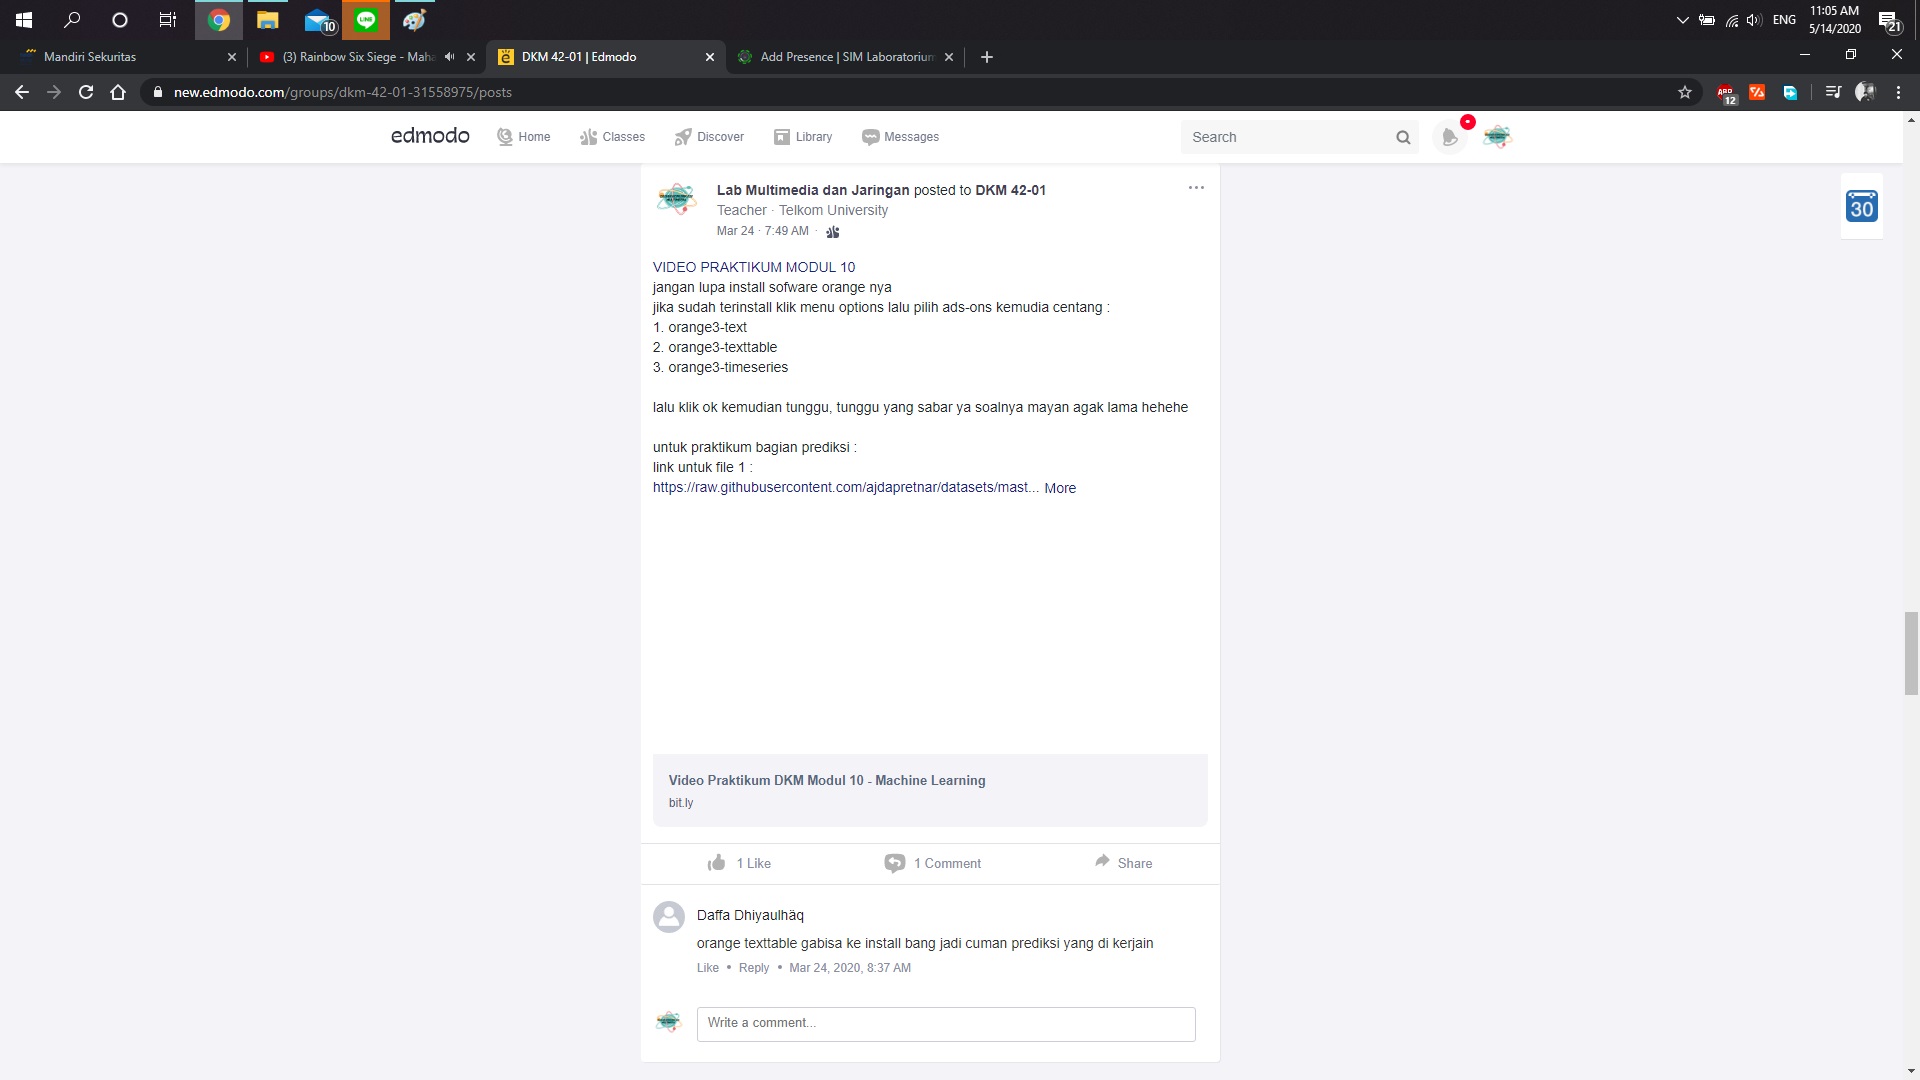 10
ENG
11:05 AM
5/14/2020
21
Mandiri Sekuritas
(3) Rainbow Six Siege - Maha
DKM 42-01 | Edmodo
Add Presence | SIM Laboratorium
new.edmodo.com/groups/dkm-42-01-31558975/posts
ABP
12
edmodo
Home
Classes
Discover
Library
Messages
Search
30
Lab Multimedia dan Jaringan posted to DKM 42-01
Teacher · Telkom University
Mar 24 · 7:49 AM ·
VIDEO PRAKTIKUM MODUL 10
jangan lupa install sofware orange nya
jika sudah terinstall klik menu options lalu pilih ads-ons kemudia centang :
1. orange3-text
2. orange3-texttable
3. orange3-timeseries
lalu klik ok kemudian tunggu, tunggu yang sabar ya soalnya mayan agak lama hehehe
untuk praktikum bagian prediksi :
link untuk file 1 :
https://raw.githubusercontent.com/ajdapretnar/datasets/mast... More
Video Praktikum DKM Modul 10 - Machine Learning
bit.ly
1 Like
1 Comment
Share
Daffa Dhiyaulhäq
orange texttable gabisa ke install bang jadi cuman prediksi yang di kerjain
Like • Reply • Mar 24, 2020, 8:37 AM
Write a comment...